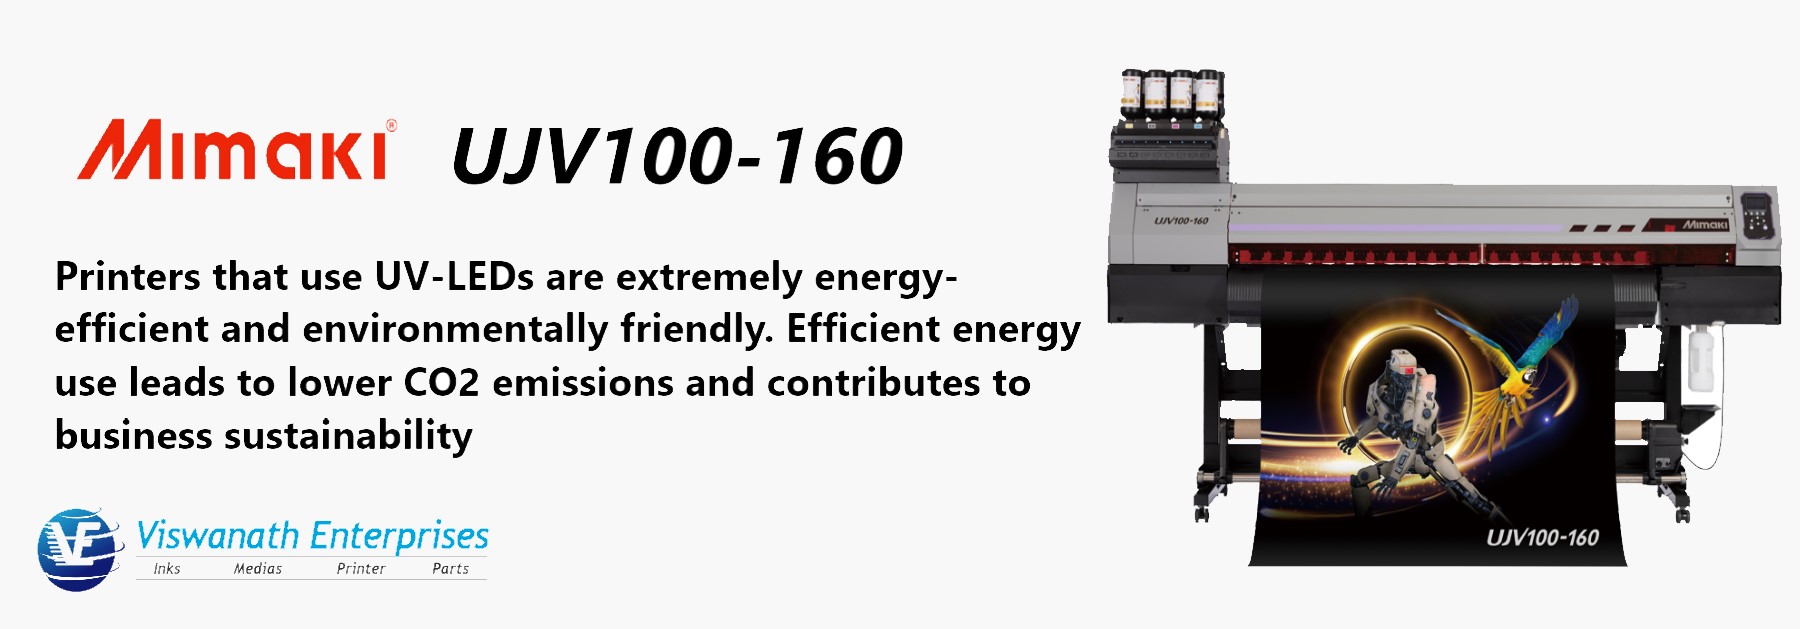 Mimaki®
UJV100-160
Printers that use UV-LEDs are extremely energy-
efficient and environmentally friendly. Efficient energy
use leads to lower CO2 emissions and contributes to
business sustainability
VE
Viswanath Enterprises
Inks Medias Printer Parts
UJV100-160
Mimaki
UJV100-160